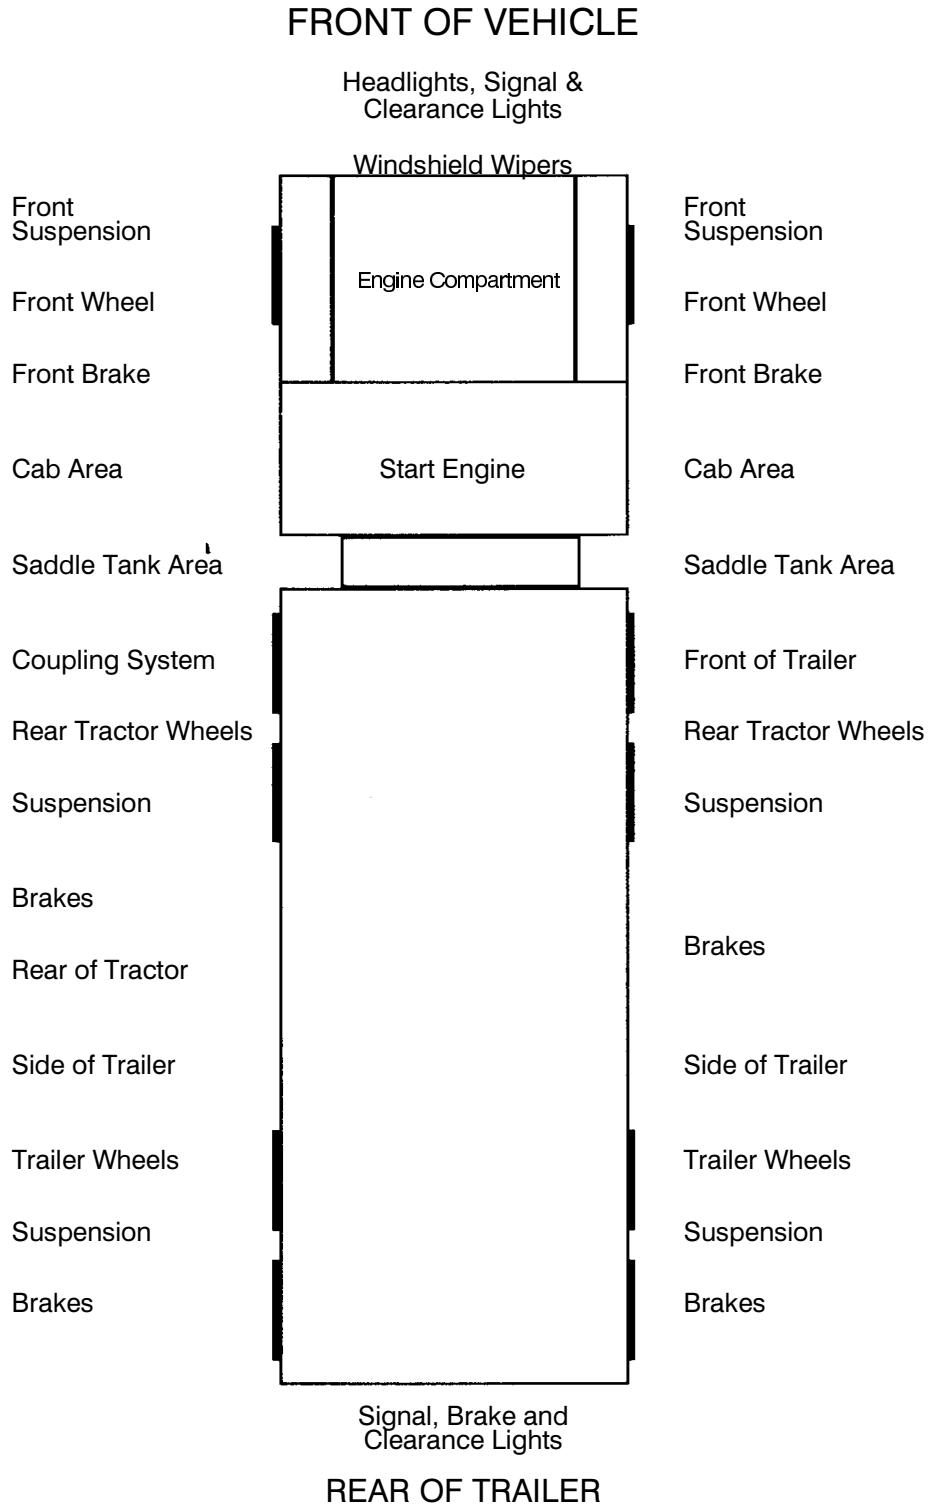 FRONT OF VEHICLE
Headlights, Signal &
Clearance Lights
Windshield Wipers
Front
Suspension
Front
Suspension
Engine Compartment
Front Wheel
Front Wheel
Front Brake
Front Brake
Cab Area
Start Engine
Cab Area
Saddle Tank Area
Saddle Tank Area
Coupling System
Front of Trailer
Rear Tractor Wheels
Rear Tractor Wheels
Suspension
Suspension
Brakes
Brakes
Rear of Tractor
Side of Trailer
Side of Trailer
Trailer Wheels
Trailer Wheels
Suspension
Suspension
Brakes
Brakes
Signal, Brake and
Clearance Lights
REAR OF TRAILER